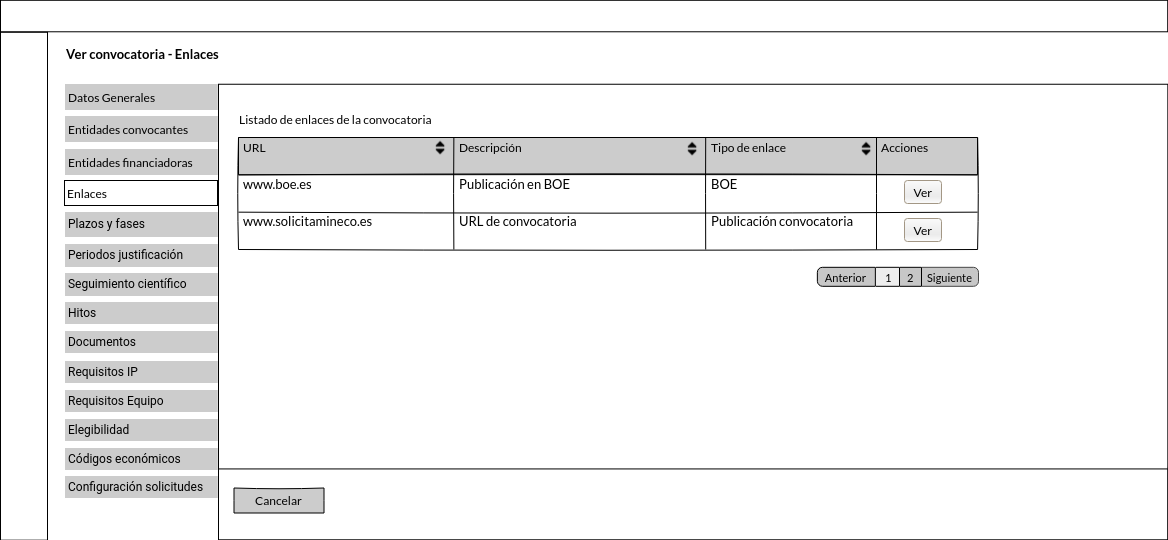 Ver convocatoria - Enlaces
Datos Generales
Entidades convocantes
Entidades financiadoras
Enlaces
Plazos y fases
Periodos justificación
Seguimiento científico
Hitos
Documentos
Requisitos IP
Requisitos Equipo
Elegibilidad
Códigos económicos
Configuración solicitudes
Listado de enlaces de la convocatoria
URL Descripción Tipo de enlace Acciones
www.boe.es Publicación en BOE BOE Ver
www.solicitamineco.es URL de convocatoria Publicación convocatoria Ver
Anterior 1 2 Siguiente
Cancelar